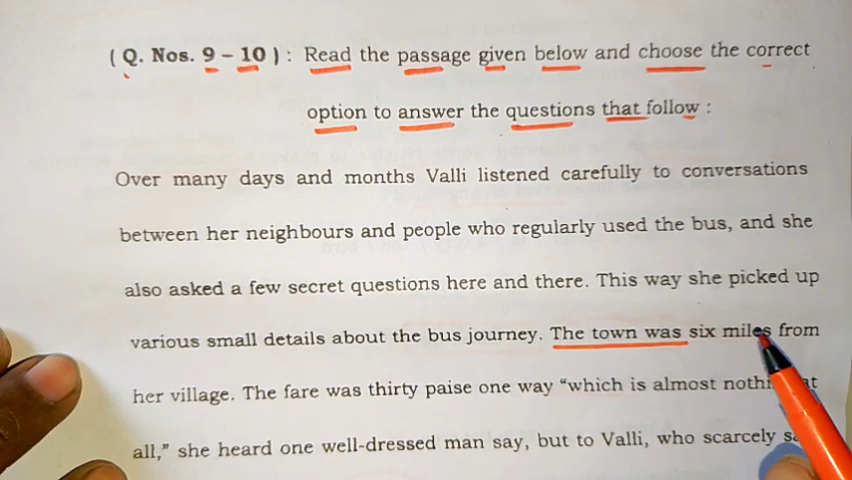 ( Q. Nos. 9 – 10 ) : Read the passage given below and choose the correct
option to answer the questions that follow :
Over many days and months Valli listened carefully to conversations
between her neighbours and people who regularly used the bus, and she
also asked a few secret questions here and there. This way she picked up
various small details about the bus journey. The town was six miles from
her village. The fare was thirty paise one way “which is almost
all,” she heard one well-dressed man say, but to Valli, who scarcely